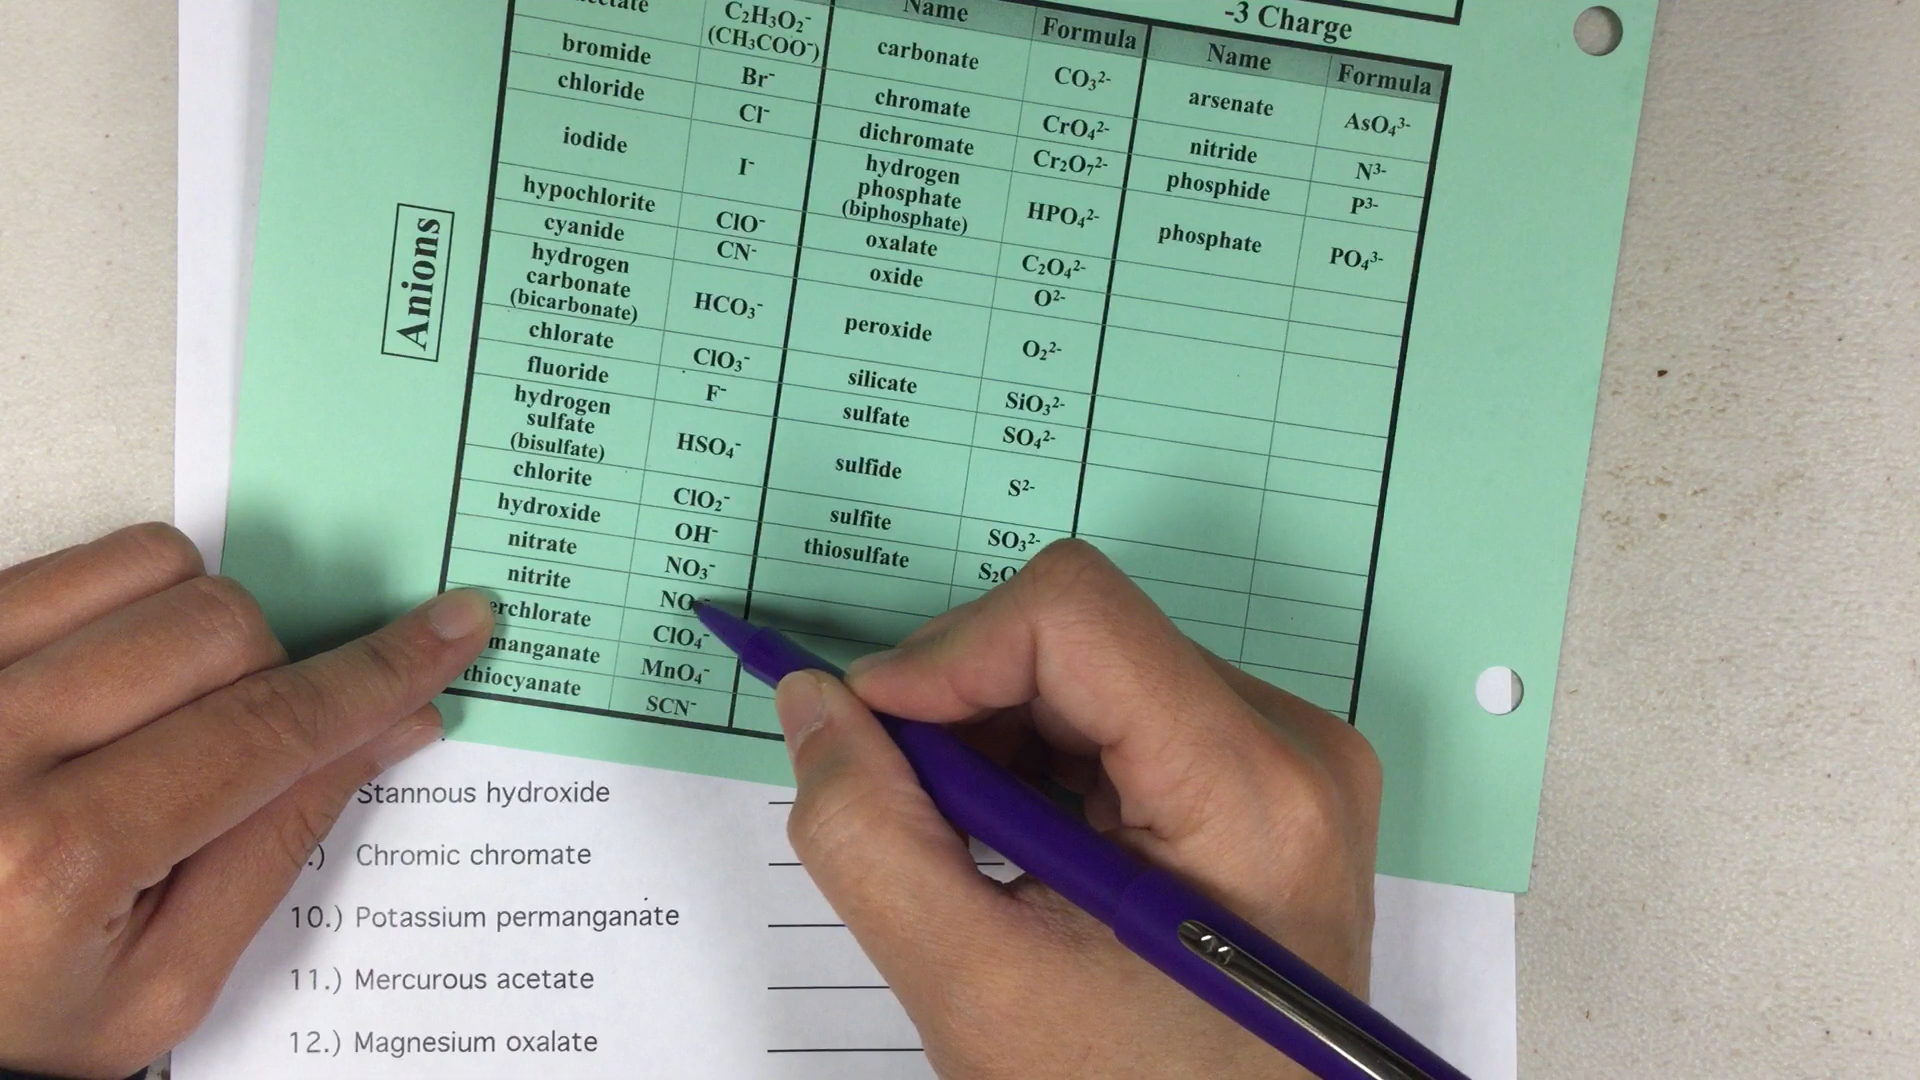 -3 Charge
Name Formula Name Formula
C₂H₃O₂⁻
(CH₃COO⁻)
bromide Br⁻
chloride Cl⁻
iodide I⁻
hypochlorite ClO⁻
cyanide CN⁻
hydrogen
carbonate
(bicarbonate) HCO₃⁻
chlorate ClO₃⁻
fluoride F⁻
hydrogen
sulfate
(bisulfate) HSO₄⁻
chlorite ClO₂⁻
hydroxide OH⁻
nitrate NO₃⁻
nitrite
ClO₄⁻
MnO₄⁻
thiocyanate SCN⁻
carbonate CO₃²⁻
chromate CrO₄²⁻
dichromate Cr₂O₇²⁻
hydrogen
phosphate
(biphosphate) HPO₄²⁻
oxalate C₂O₄²⁻
oxide O²⁻
peroxide O₂²⁻
silicate SiO₃²⁻
sulfate SO₄²⁻
sulfide S²⁻
sulfite SO₃²⁻
thiosulfate
arsenate AsO₄³⁻
nitride N³⁻
phosphide P³⁻
phosphate PO₄³⁻
Anions
Stannous hydroxide
.) Chromic chromate
10.) Potassium permanganate
11.) Mercurous acetate
12.) Magnesium oxalate